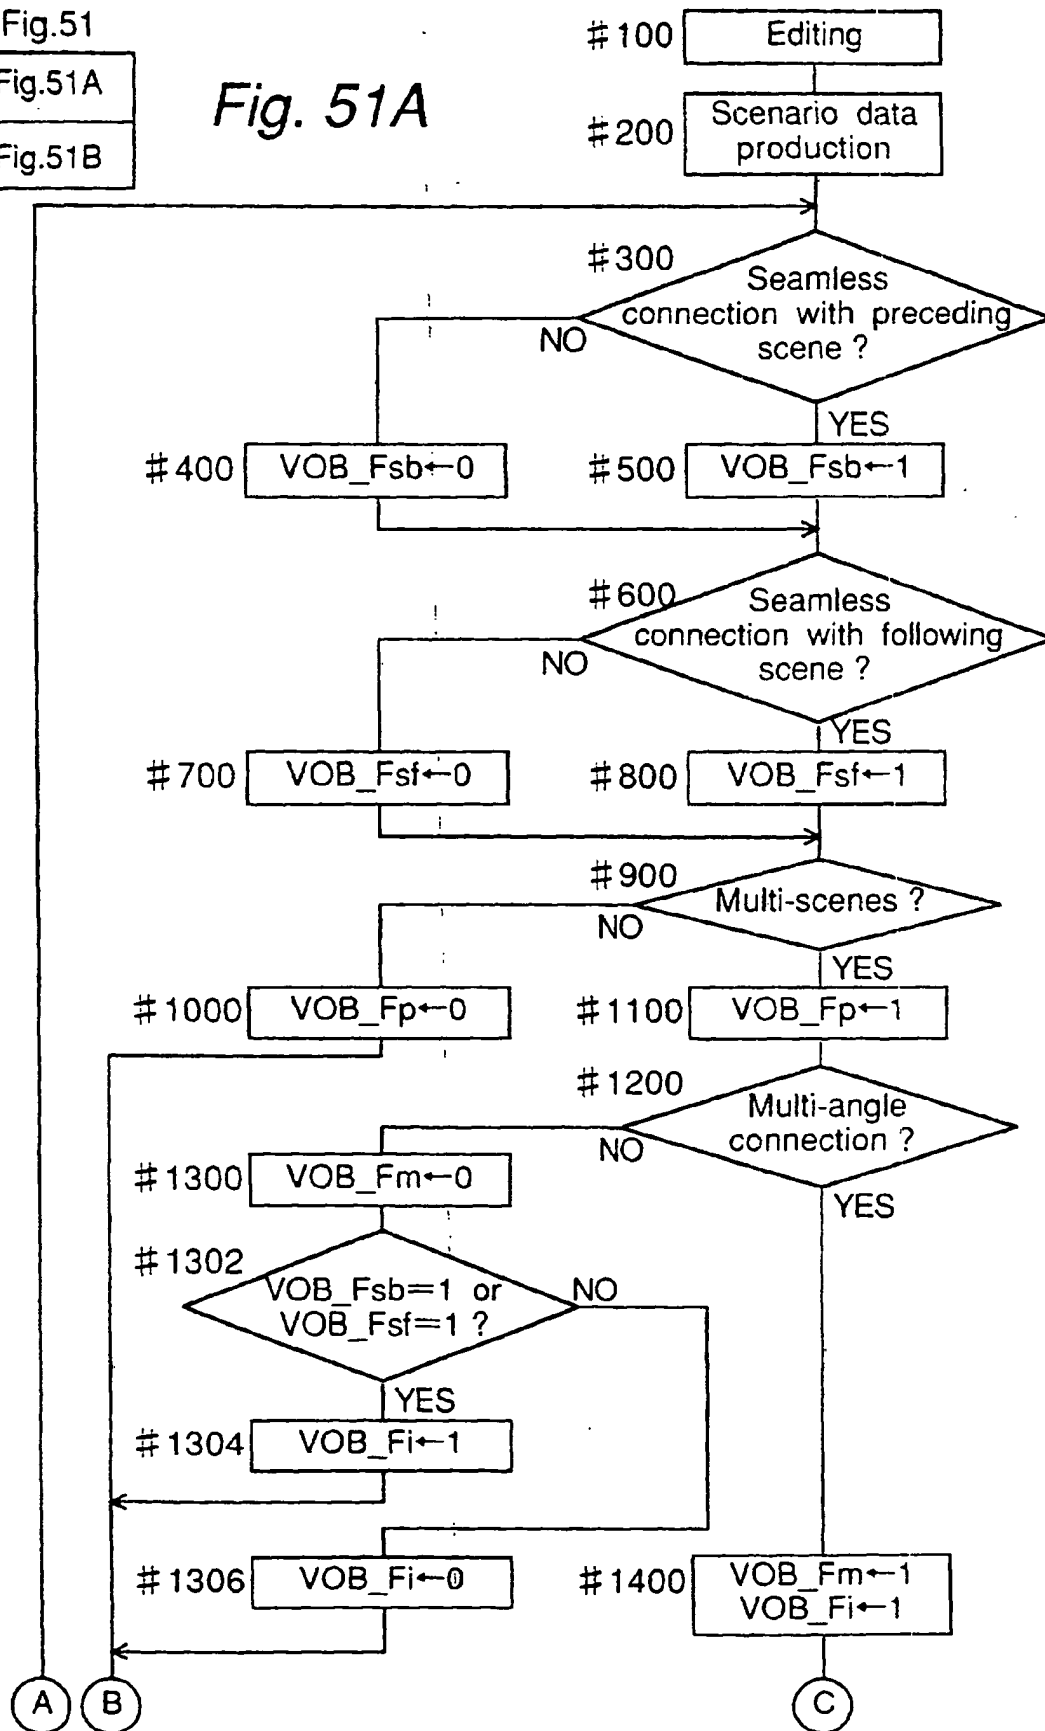 Fig.51
Fig.51A
Fig.51B
Fig. 51A
#100 Editing
#200 Scenario data
production
#300
Seamless
connection with preceding
scene ?
NO
YES
#400 VOB_Fsb←0
#500 VOB_Fsb←1
#600
Seamless
connection with following
scene ?
NO
YES
#700 VOB_Fsf←0
#800 VOB_Fsf←1
#900
Multi-scenes ?
NO
YES
#1000 VOB_Fp←0
#1100 VOB_Fp←1
#1200
Multi-angle
connection ?
NO
YES
#1300 VOB_Fm←0
#1302
VOB_Fsb=1 or
VOB_Fsf=1 ?
NO
YES
#1304 VOB_Fi←1
#1306 VOB_Fi←0
#1400 VOB_Fm←1
VOB_Fi←1
A
B
C